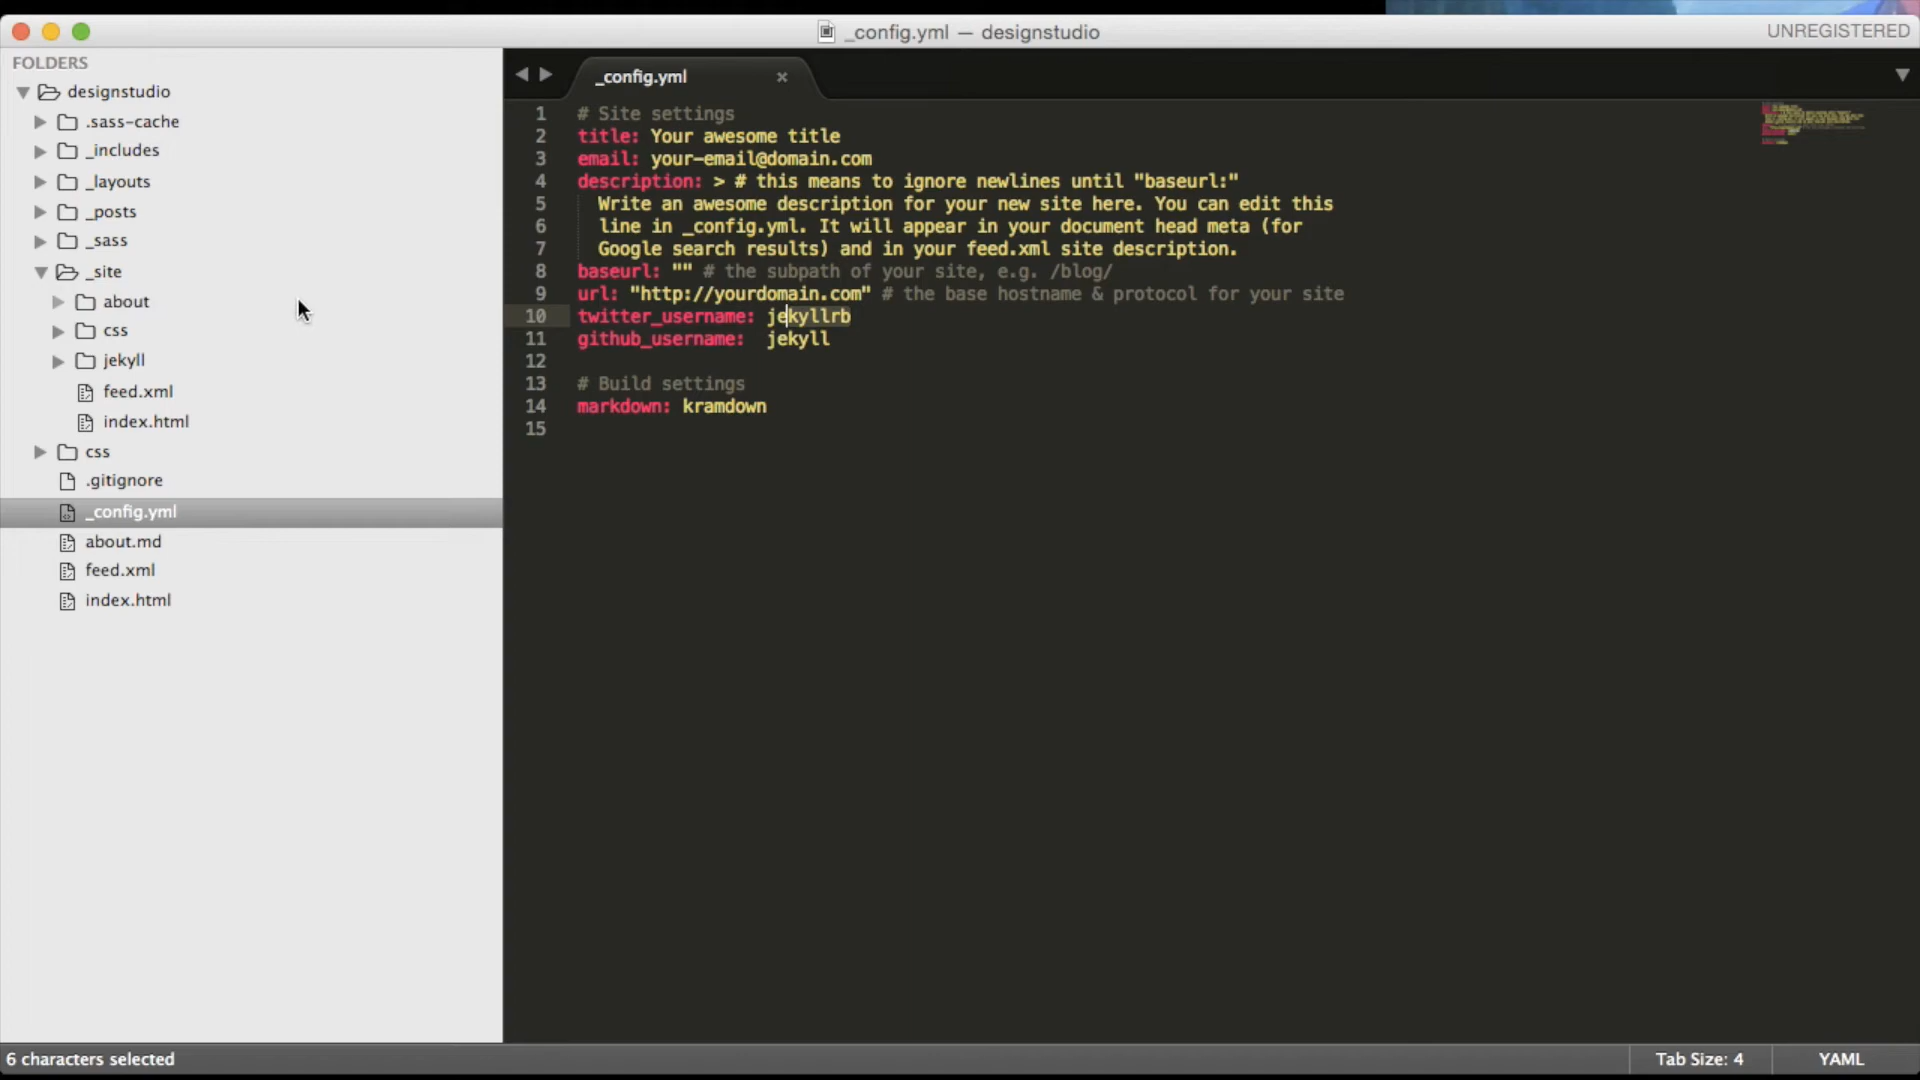 _config.yml — designstudio
UNREGISTERED
FOLDERS
designstudio
.sass-cache
_includes
_layouts
_posts
_sass
_site
about
css
jekyll
feed.xml
index.html
css
.gitignore
_config.yml
about.md
feed.xml
index.html
_config.yml
1 # Site settings
2 title: Your awesome title
3 email: your-email@domain.com
4 description: > # this means to ignore newlines until "baseurl:"
5 Write an awesome description for your new site here. You can edit this
6 line in _config.yml. It will appear in your document head meta (for
7 Google search results) and in your feed.xml site description.
8 baseurl: "" # the subpath of your site, e.g. /blog/
9 url: "http://yourdomain.com" # the base hostname & protocol for your site
10 twitter_username: jekyllrb
11 github_username:  jekyll
12
13 # Build settings
14 markdown: kramdown
15
6 characters selected
Tab Size: 4
YAML